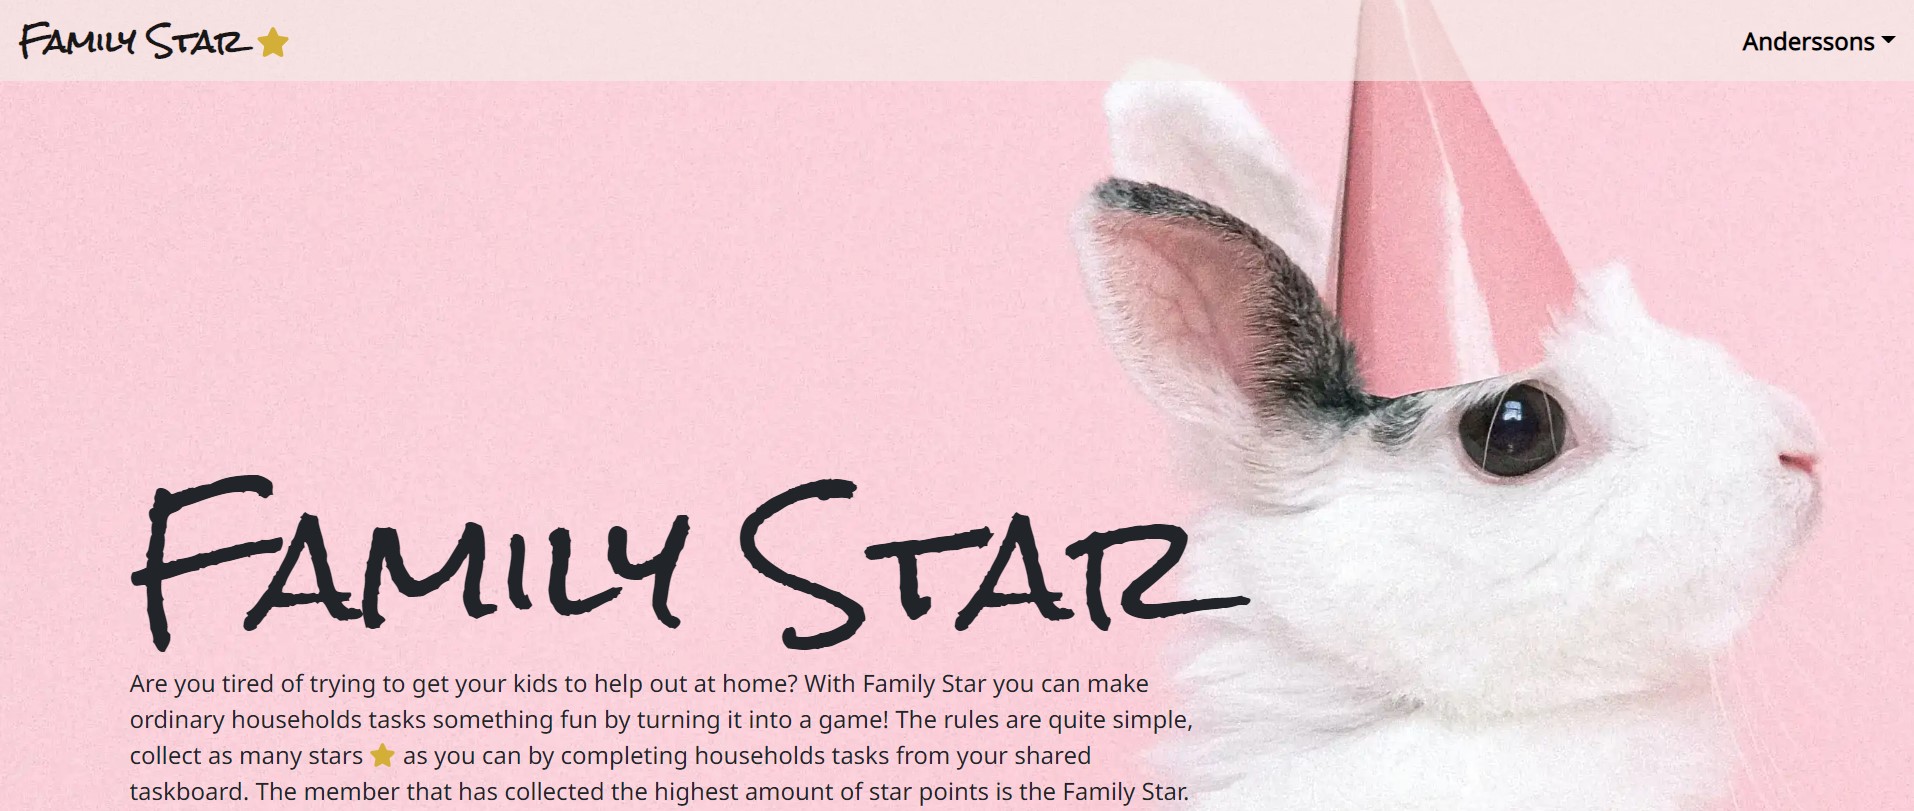 Family Star
Anderssons
Family Star
Are you tired of trying to get your kids to help out at home? With Family Star you can make
ordinary households tasks something fun by turning it into a game! The rules are quite simple,
collect as many stars as you can by completing households tasks from your shared
taskboard. The member that has collected the highest amount of star points is the Family Star.